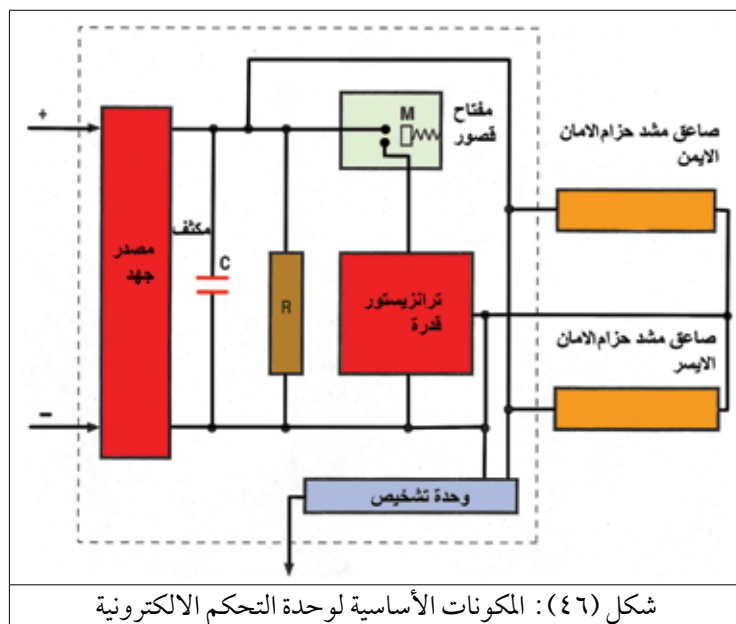 +
مصدر
جهد
−
مكثف
C
R
M
مفتاح
قصور
ترانزيستور
قدرة
وحدة تشخيص
صاعق مشد حزام الامان
الايمن
صاعق مشد حزام الامان
الايسر
شكل (٤٦): المكونات الأساسية لوحدة التحكم الالكترونية